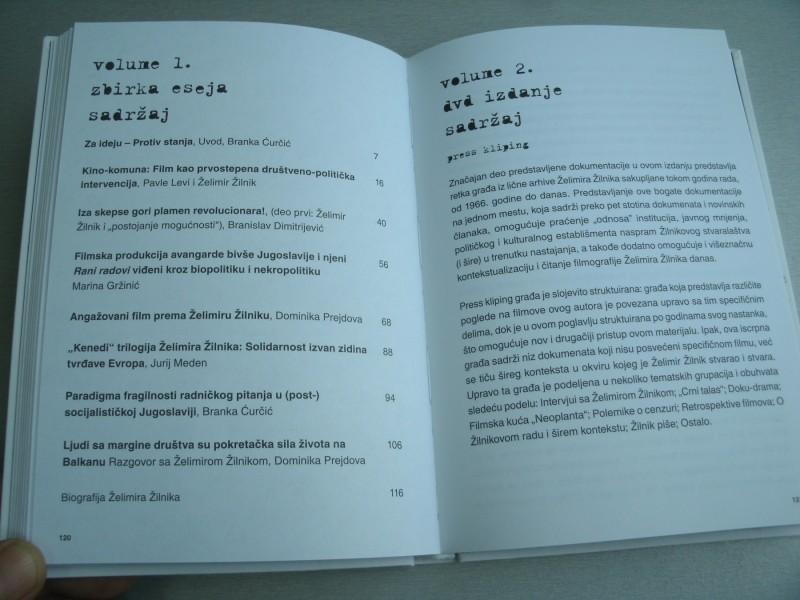 volume 1.
zbirka eseja
sadržaj
Za ideju – Protiv stanja, Uvod, Branka Ćurčić 7
Kino-komuna: Film kao prvostepena društveno-politička
intervencija, Pavle Levi i Želimir Žilnik 16
Iza skepse gori plamen revolucionara!, (deo prvi: Želimir
Žilnik i „postojanje mogućnosti"), Branislav Dimitrijević 40
Filmska produkcija avangarde bivše Jugoslavije i njeni
Rani radovi viđeni kroz biopolitiku i nekropolitiku 56
Marina Gržinić
Angažovani film prema Želimiru Žilniku, Dominika Prejdova 68
„Kenedi" trilogija Želimira Žilnika: Solidarnost izvan zidina 88
tvrđave Evropa, Jurij Meden
Paradigma fragilnosti radničkog pitanja u (post-) 94
socijalističkoj Jugoslaviji, Branka Ćurčić
Ljudi sa margine društva su pokretačka sila života na 106
Balkanu Razgovor sa Želimirom Žilnikom, Dominika Prejdova
Biografija Želimira Žilnika 116
120
volume 2.
dvd izdanje
sadržaj
press kliping
Značajan deo predstavljene dokumentacije u ovom izdanju predstavlja
retka građa iz lične arhive Želimira Žilnika sakupljane tokom godina rada,
od 1966. godine do danas. Predstavljanje ove bogate dokumentacije
na jednom mestu, koja sadrži preko pet stotina dokumenata i novinskih
članaka, omogućuje praćenje „odnosa" institucija, javnog mnjenja,
političkog i kulturalnog establišmenta naspram Žilnikovog stvaralaštva
(i šire) u trenutku nastajanja, a takođe dodatno omogućuje i višeznačnu
kontekstualizaciju i čitanje filmografije Želimira Žilnika danas.
Press kliping građa je slojevito struktuirana: građa koja predstavlja različite
poglede na filmove ovog autora je povezana upravo sa tim specifičnim
delima, dok je u ovom poglavlju struktuirana po godinama svog nastanka,
što omogućuje nov i drugačiji pristup ovom materijalu. Ipak, ova iscrpna
građa sadrži niz dokumenata koji nisu posvećeni specifičnom filmu, već
se tiču šireg konteksta u okviru kojeg je Želimir Žilnik stvarao i stvara.
Upravo ta građa je podeljena u nekoliko tematskih grupacija i obuhvata
sledeću podelu: Intervjui sa Želimirom Žilnikom; „Crni talas"; Doku-drama;
Filmska kuća „Neoplanta"; Polemike o cenzuri; Retrospektive filmova; O
Žilnikovom radu i širem kontekstu; Žilnik piše; Ostalo.